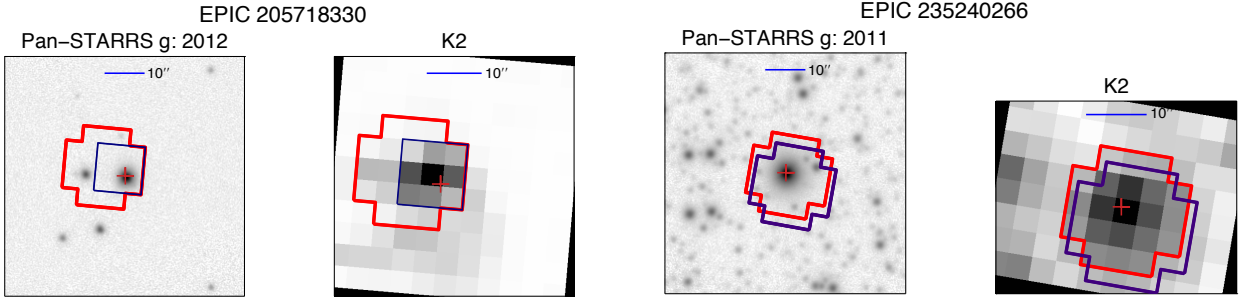 EPIC 205718330
Pan−STARRS g: 2012
K2
10″
10″
EPIC 235240266
Pan−STARRS g: 2011
K2
10″
10″